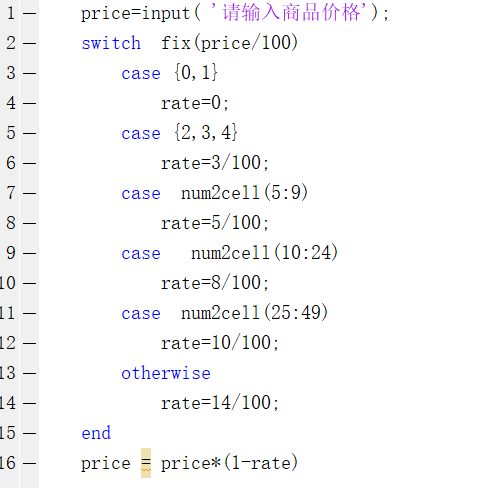 1 — price=input( '请输入商品价格');
2 — switch  fix(price/100)
3 —     case {0,1}
4 —         rate=0;
5 —     case {2,3,4}
6 —         rate=3/100;
7 —     case  num2cell(5:9)
8 —         rate=5/100;
9 —     case   num2cell(10:24)
10 —         rate=8/100;
11 —     case  num2cell(25:49)
12 —         rate=10/100;
13 —     otherwise
14 —         rate=14/100;
15 — end
16 — price = price*(1-rate)